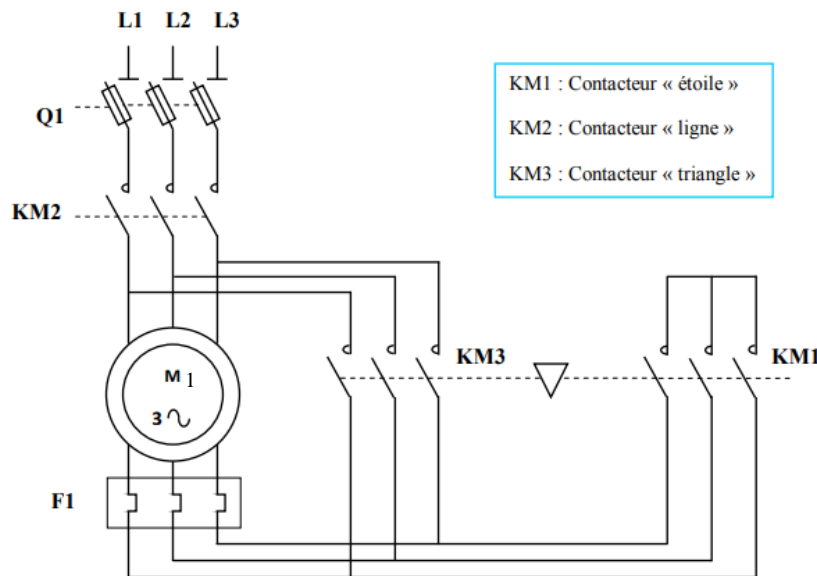 L1 L2 L3
Q1
KM1 : Contacteur « étoile »
KM2 : Contacteur « ligne »
KM3 : Contacteur « triangle »
KM2
KM3
KM1
M 1
3
F1